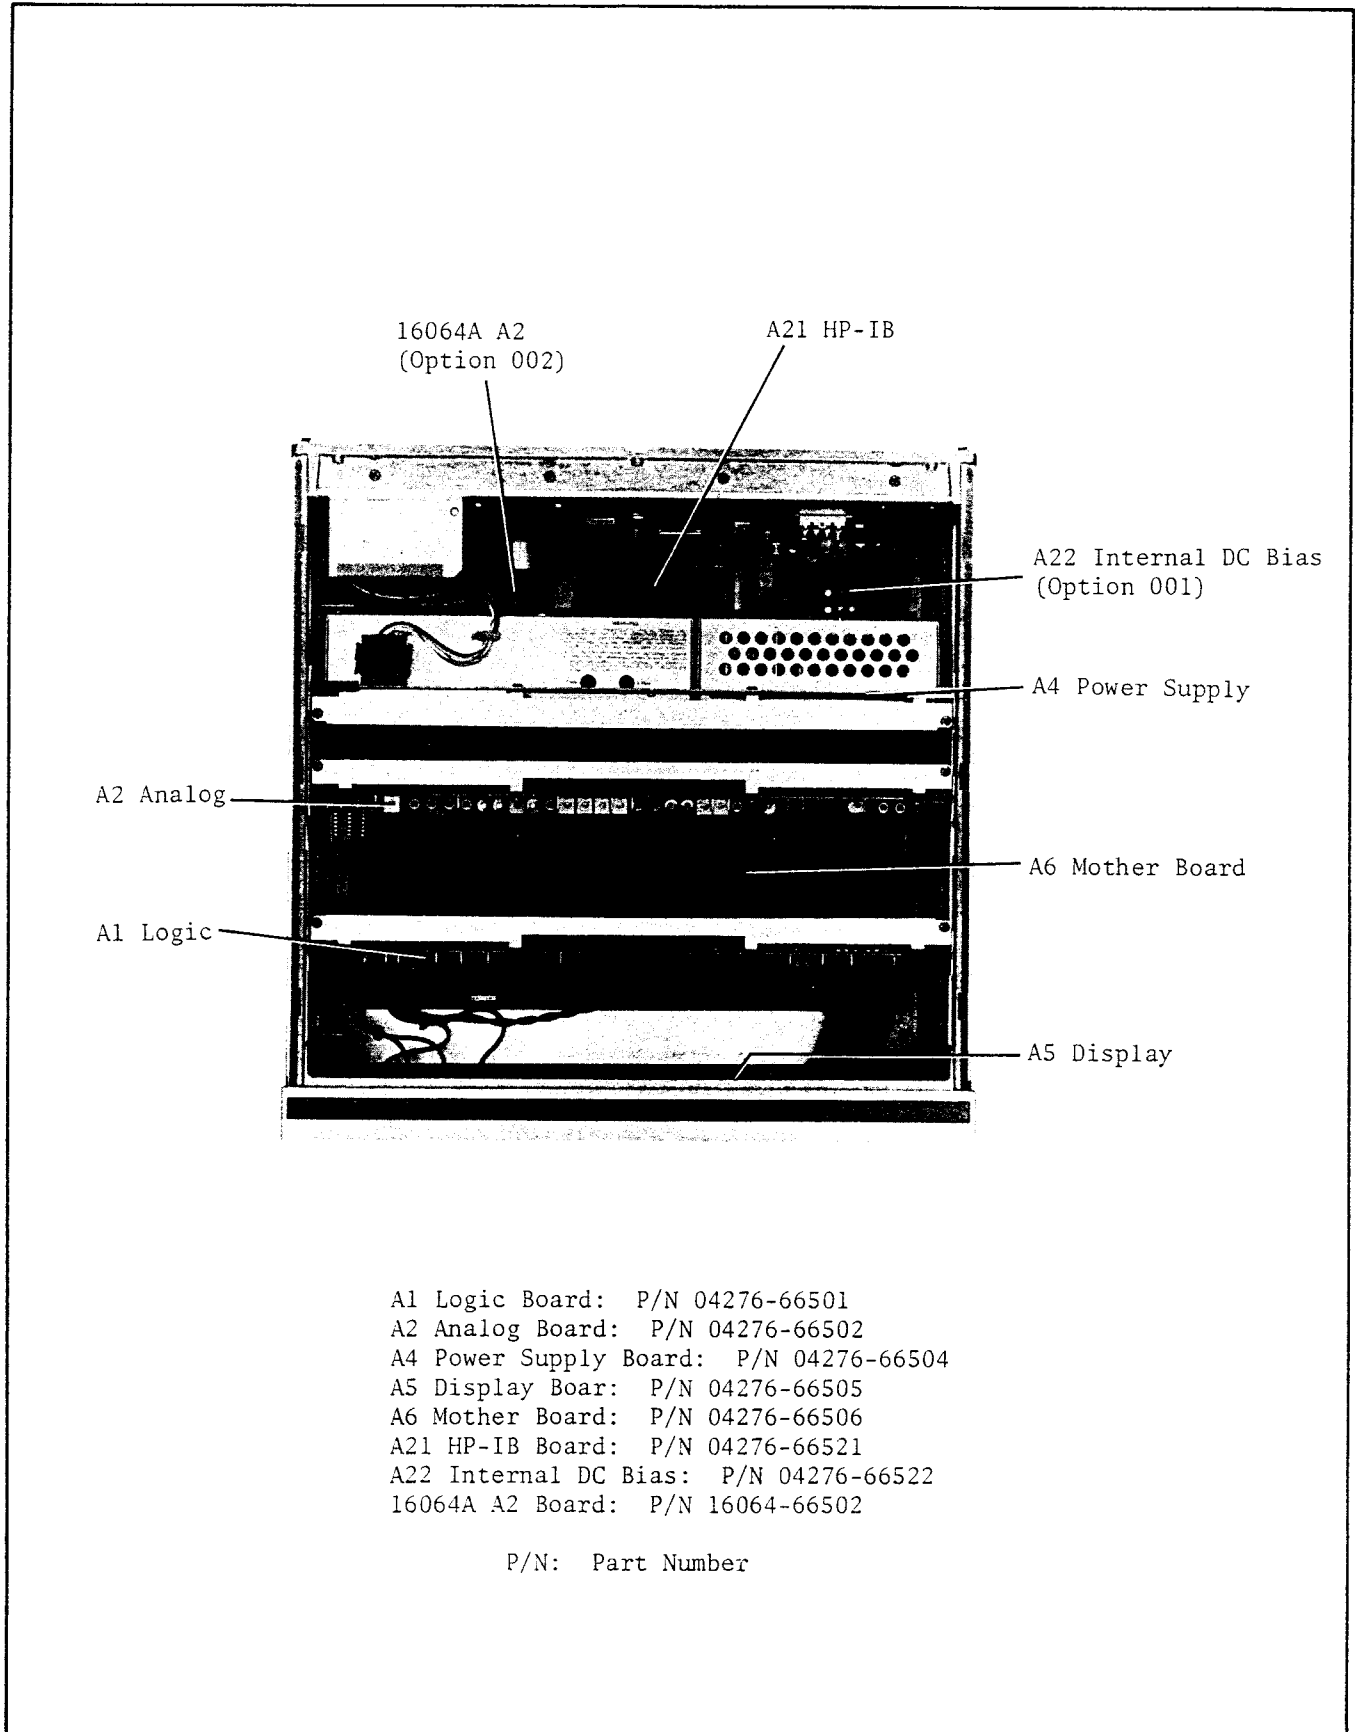 16064A A2
(Option 002)
A21 HP-IB
A22 Internal DC Bias
(Option 001)
A4 Power Supply
A2 Analog
A6 Mother Board
A1 Logic
A5 Display
A1 Logic Board: P/N 04276-66501
A2 Analog Board: P/N 04276-66502
A4 Power Supply Board: P/N 04276-66504
A5 Display Boar: P/N 04276-66505
A6 Mother Board: P/N 04276-66506
A21 HP-IB Board: P/N 04276-66521
A22 Internal DC Bias: P/N 04276-66522
16064A A2 Board: P/N 16064-66502
P/N: Part Number